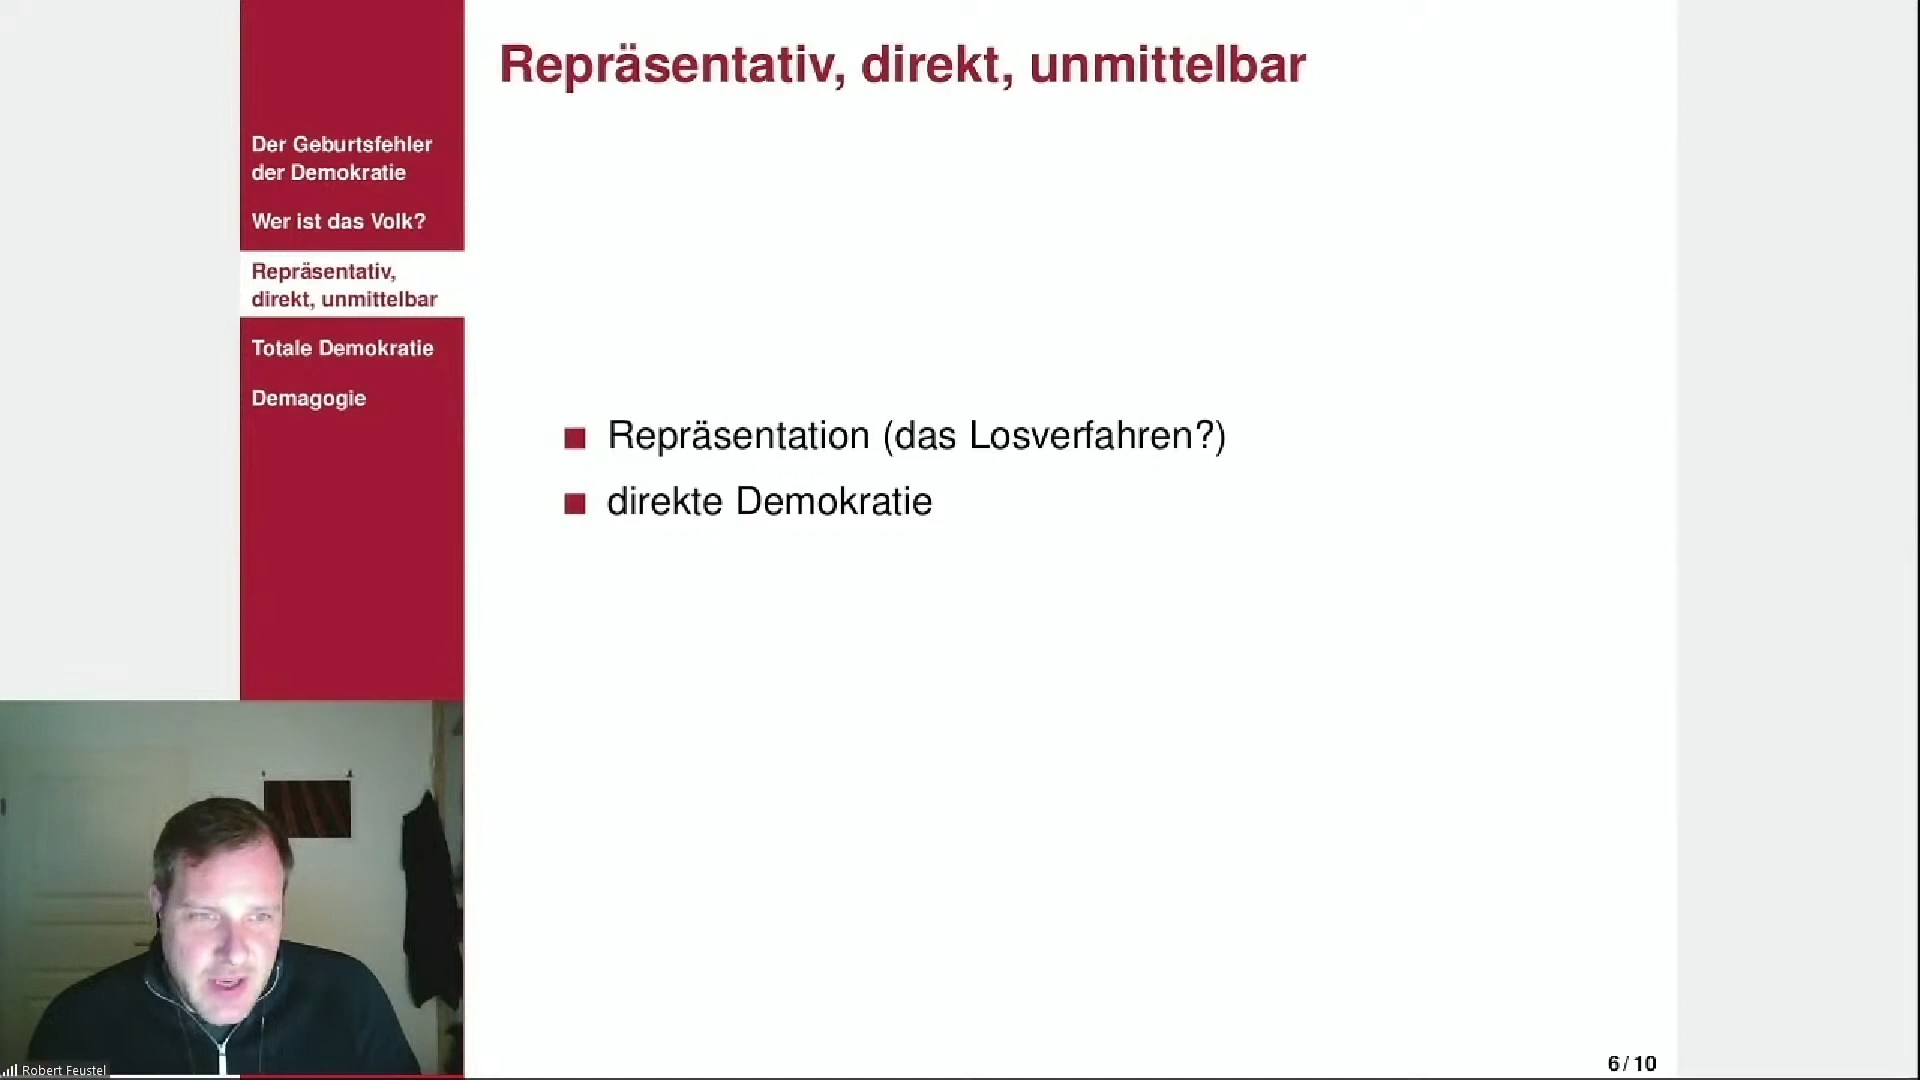 Repräsentativ, direkt, unmittelbar
Der Geburtsfehler
der Demokratie
Wer ist das Volk?
Repräsentativ,
direkt, unmittelbar
Totale Demokratie
Demagogie
Repräsentation (das Losverfahren?)
direkte Demokratie
Robert Feustel
6 / 10